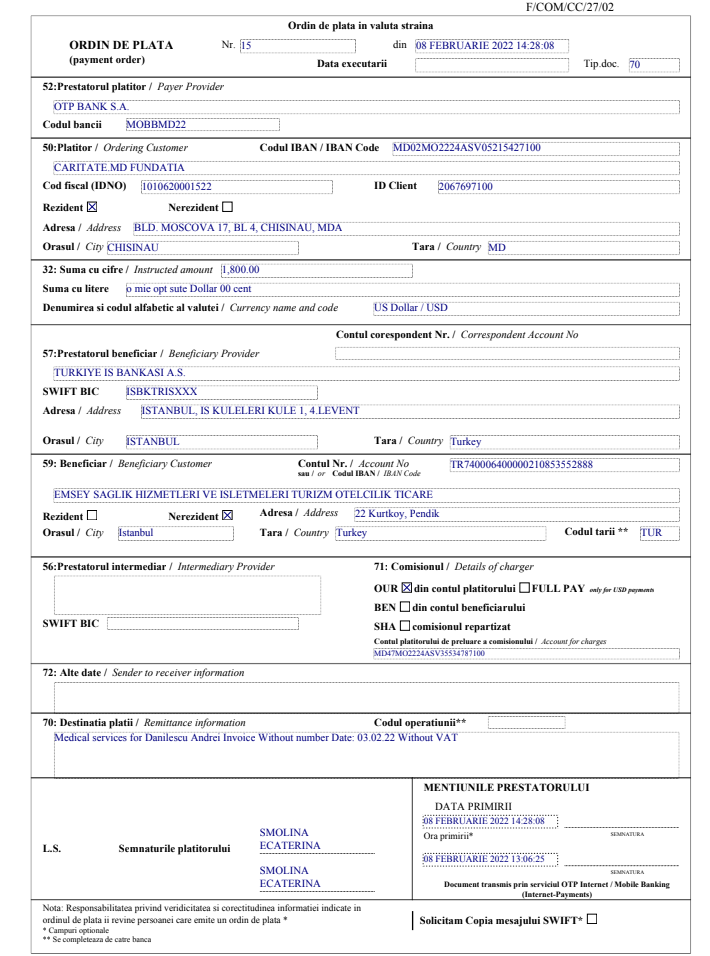 F/COM/CC/27/02
Ordin de plata in valuta straina
ORDIN DE PLATA Nr. 15 din 08 FEBRUARIE 2022 14:28:08
(payment order) Data executarii Tip.doc. 70
52:Prestatorul platitor / Payer Provider
OTP BANK S.A.
Codul bancii MOBBMD22
50:Platitor / Ordering Customer Codul IBAN / IBAN Code MD02MO2224ASV05215427100
CARITATE.MD FUNDATIA
Cod fiscal (IDNO) 1010620001522 ID Client 2067697100
Rezident ☒ Nerezident ☐
Adresa / Address BLD. MOSCOVA 17, BL 4, CHISINAU, MDA
Orasul / City CHISINAU Tara / Country MD
32: Suma cu cifre / Instructed amount 1,800.00
Suma cu litere o mie opt sute Dollar 00 cent
Denumirea si codul alfabetic al valutei / Currency name and code US Dollar / USD
Contul corespondent Nr. / Correspondent Account No
57:Prestatorul beneficiar / Beneficiary Provider
TURKIYE IS BANKASI A.S.
SWIFT BIC ISBKTRISXXX
Adresa / Address ISTANBUL, IS KULELERI KULE 1, 4.LEVENT
Orasul / City ISTANBUL Tara / Country Turkey
59: Beneficiar / Beneficiary Customer Contul Nr. / Account No TR740006400000210853552888
sau / or Codul IBAN / IBAN Code
EMSEY SAGLIK HIZMETLERI VE ISLETMELERI TURIZM OTELCILIK TICARE
Rezident ☐ Nerezident ☒ Adresa / Address 22 Kurtkoy, Pendik
Orasul / City Istanbul Tara / Country Turkey Codul tarii ** TUR
56:Prestatorul intermediar / Intermediary Provider 71: Comisionul / Details of charger
OUR ☒ din contul platitorului ☐ FULL PAY only for USD payments
BEN ☐ din contul beneficiarului
SWIFT BIC SHA ☐ comisionul repartizat
Contul platitorului de preluare a comisionului / Account for charges
MD47MO2224ASV35534787100
72: Alte date / Sender to receiver information
70: Destinatia platii / Remittance information Codul operatiunii**
Medical services for Danilescu Andrei Invoice Without number Date: 03.02.22 Without VAT
MENTIUNILE PRESTATORULUI
DATA PRIMIRII
08 FEBRUARIE 2022 14:28:08
Ora primirii* SEMNATURA
08 FEBRUARIE 2022 13:06:25
SEMNATURA
Document transmis prin serviciul OTP Internet / Mobile Banking
(Internet-Payments)
L.S. Semnaturile platitorului
SMOLINA
ECATERINA
SMOLINA
ECATERINA
Nota: Responsabilitatea privind veridicitatea si corectitudinea informatiei indicate in
ordinul de plata ii revine persoanei care emite un ordin de plata *
* Campuri optionale
** Se completeaza de catre banca
Solicitam Copia mesajului SWIFT* ☐